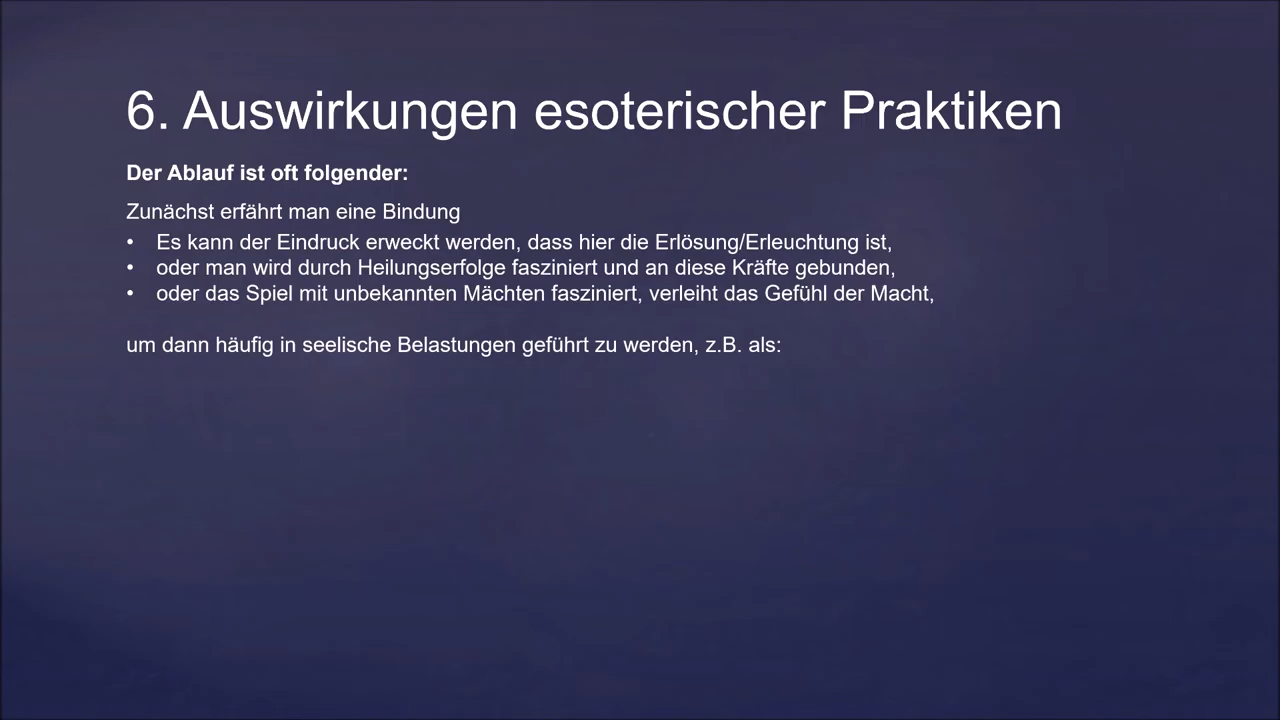 6. Auswirkungen esoterischer Praktiken
Der Ablauf ist oft folgender:
Zunächst erfährt man eine Bindung
• Es kann der Eindruck erweckt werden, dass hier die Erlösung/Erleuchtung ist,
• oder man wird durch Heilungserfolge fasziniert und an diese Kräfte gebunden,
• oder das Spiel mit unbekannten Mächten fasziniert, verleiht das Gefühl der Macht,
um dann häufig in seelische Belastungen geführt zu werden, z.B. als: